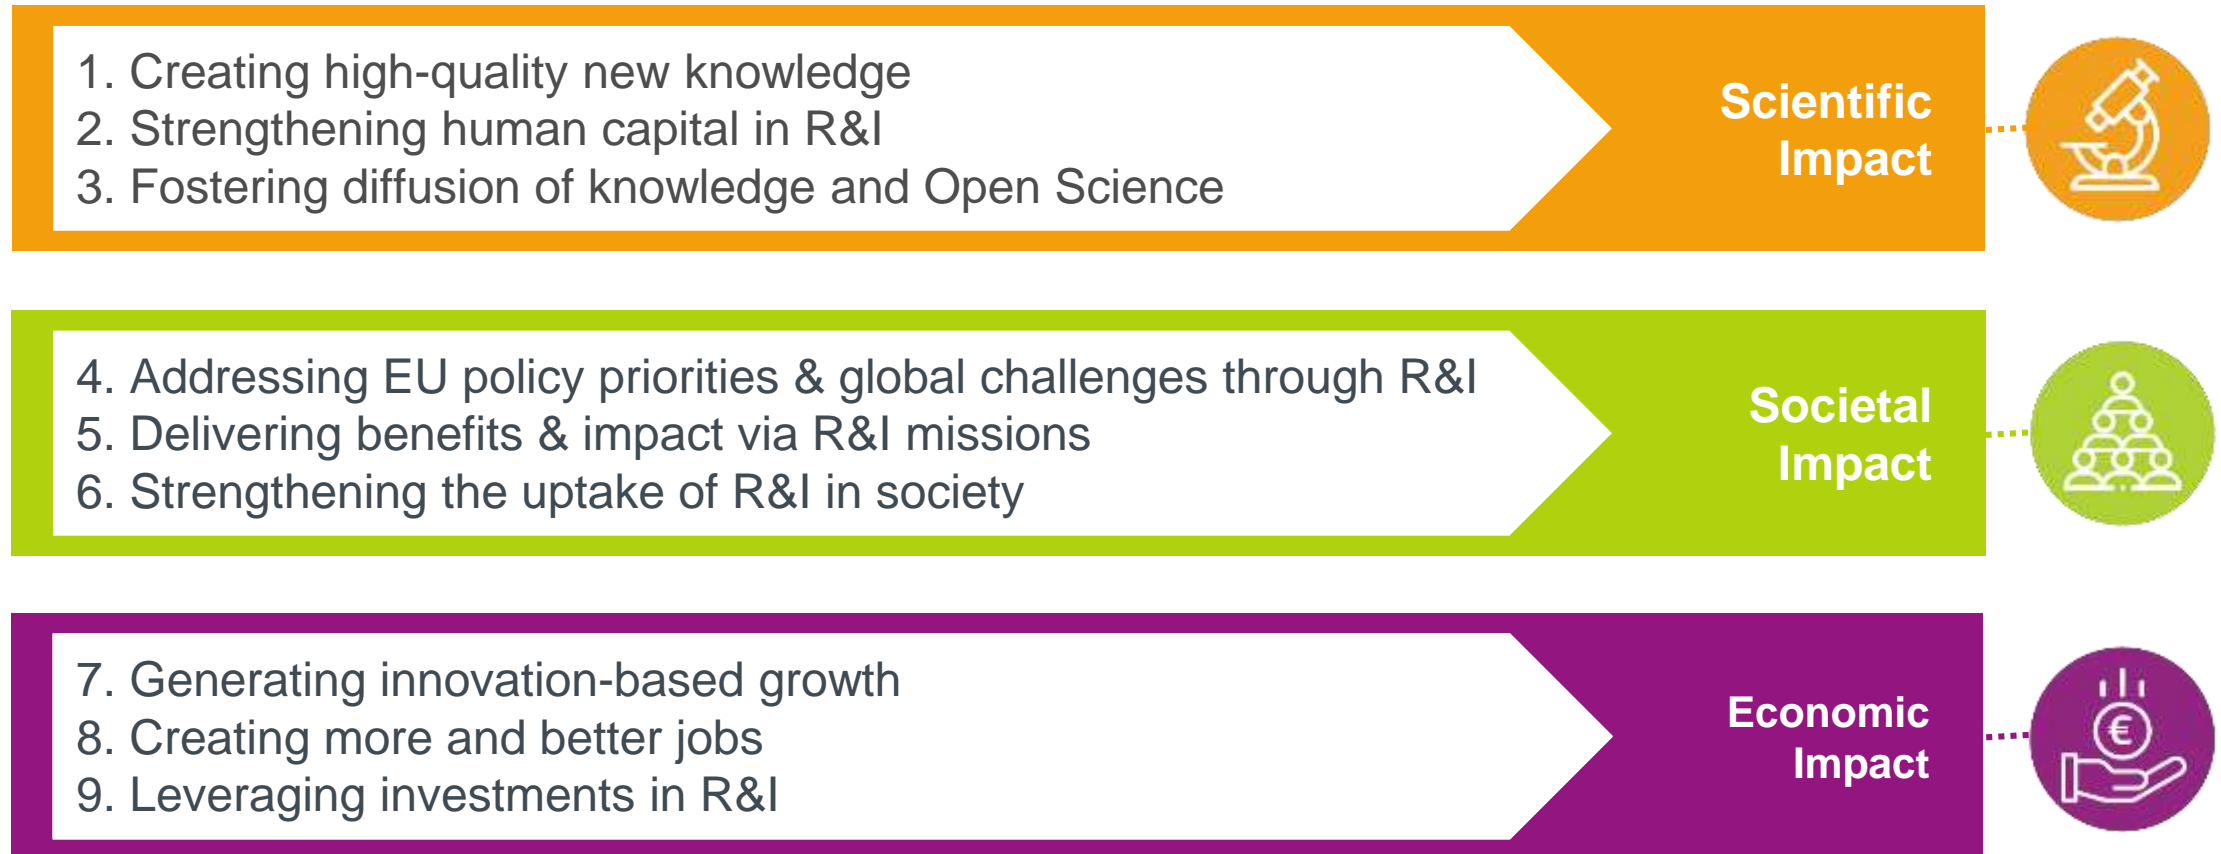 1. Creating high-quality new knowledge
2. Strengthening human capital in R&I
3. Fostering diffusion of knowledge and Open Science
Scientific
Impact
4. Addressing EU policy priorities & global challenges through R&I
5. Delivering benefits & impact via R&I missions
6. Strengthening the uptake of R&I in society
Societal
Impact
7. Generating innovation-based growth
8. Creating more and better jobs
9. Leveraging investments in R&I
Economic
Impact
€